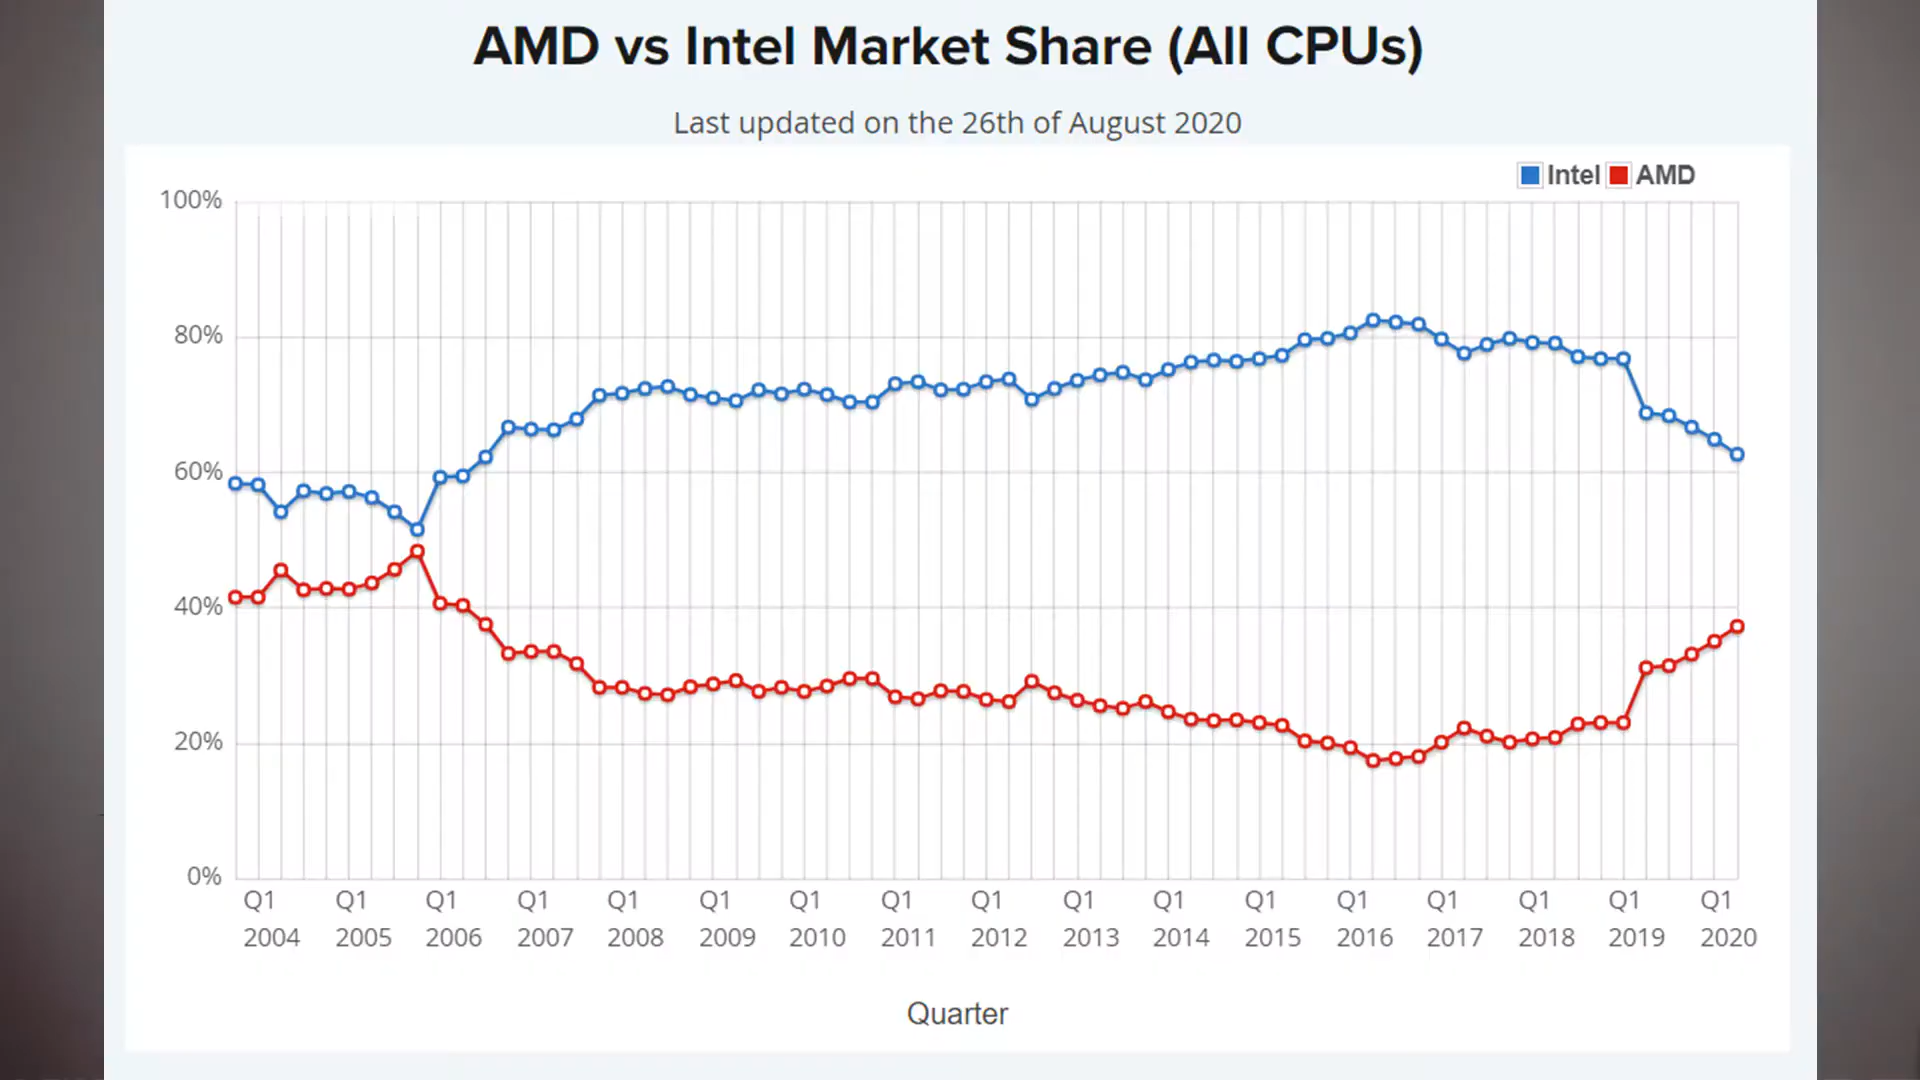 AMD vs Intel Market Share (All CPUs)
Last updated on the 26th of August 2020
Intel AMD
100%
80%
60%
40%
20%
0%
Q1 Q1 Q1 Q1 Q1 Q1 Q1 Q1 Q1 Q1 Q1 Q1 Q1 Q1 Q1 Q1 Q1
2004 2005 2006 2007 2008 2009 2010 2011 2012 2013 2014 2015 2016 2017 2018 2019 2020
Quarter